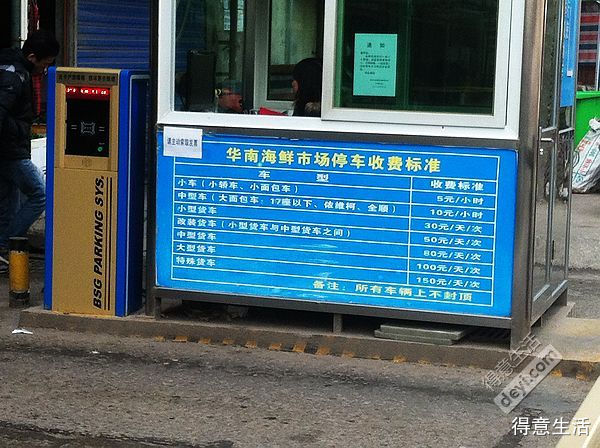 通知
请主动索取发票
华南海鲜市场停车收费标准
车 型 收费标准
小车（小轿车、小面包车） 5元/小时
中型车（大面包车：17座以下、依维柯、全顺） 10元/小时
小型货车 30元/天/次
改装货车（小型货车与中型货车之间） 50元/天/次
中型货车 80元/天/次
大型货车 100元/天/次
特殊货车 150元/天/次
备注：所有车辆上不封顶
BSG PARKING SYS.
得意生活
deyi.com
得意生活